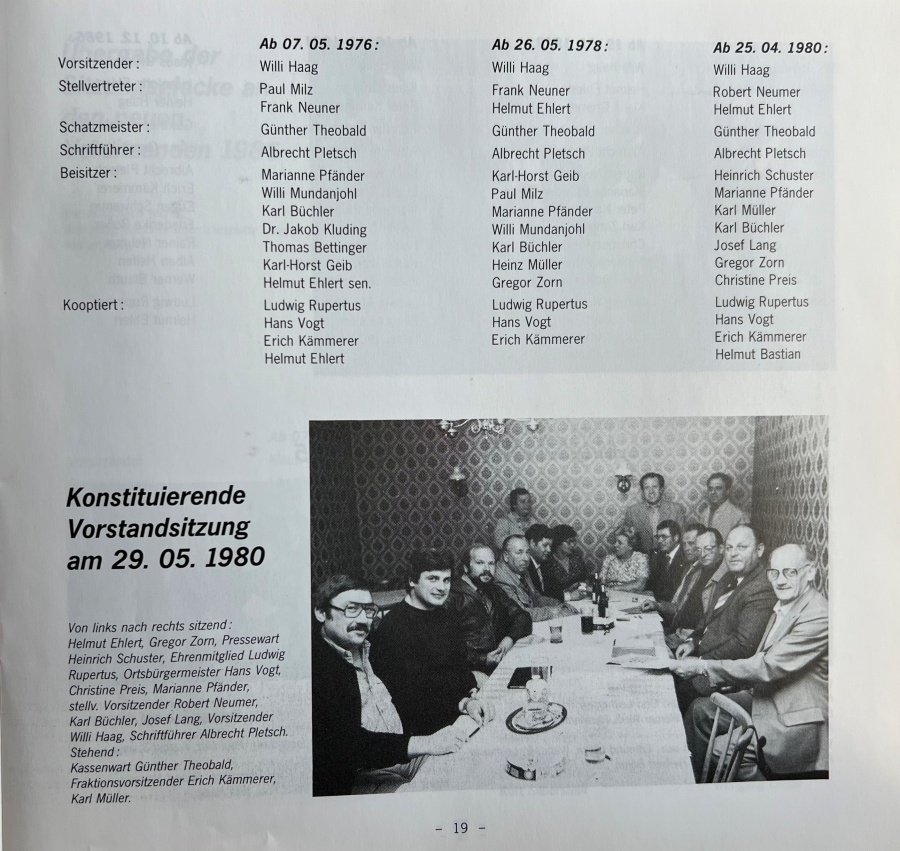 Ab 07. 05. 1976: Ab 26. 05. 1978: Ab 25. 04. 1980:
Vorsitzender: Willi Haag Willi Haag Willi Haag
Stellvertreter: Paul Milz Frank Neuner Robert Neumer
Frank Neuner Helmut Ehlert Helmut Ehlert
Schatzmeister: Günther Theobald Günther Theobald Günther Theobald
Schriftführer: Albrecht Pletsch Albrecht Pletsch Albrecht Pletsch
Beisitzer: Marianne Pfänder Karl-Horst Geib Heinrich Schuster
Willi Mundanjohl Paul Milz Marianne Pfänder
Karl Büchler Marianne Pfänder Karl Müller
Dr. Jakob Kluding Willi Mundanjohl Karl Büchler
Thomas Bettinger Karl Büchler Josef Lang
Karl-Horst Geib Heinz Müller Gregor Zorn
Helmut Ehlert sen. Gregor Zorn Christine Preis
Kooptiert: Ludwig Rupertus Ludwig Rupertus Ludwig Rupertus
Hans Vogt Hans Vogt Hans Vogt
Erich Kämmerer Erich Kämmerer Erich Kämmerer
Helmut Ehlert Helmut Bastian
Konstituierende
Vorstandsitzung
am 29. 05. 1980
Von links nach rechts sitzend:
Helmut Ehlert, Gregor Zorn, Pressewart
Heinrich Schuster, Ehrenmitglied Ludwig
Rupertus, Ortsbürgermeister Hans Vogt,
Christine Preis, Marianne Pfänder,
stellv. Vorsitzender Robert Neumer,
Karl Büchler, Josef Lang, Vorsitzender
Willi Haag, Schriftführer Albrecht Pletsch.
Stehend:
Kassenwart Günther Theobald,
Fraktionsvorsitzender Erich Kämmerer,
Karl Müller.
- 19 -